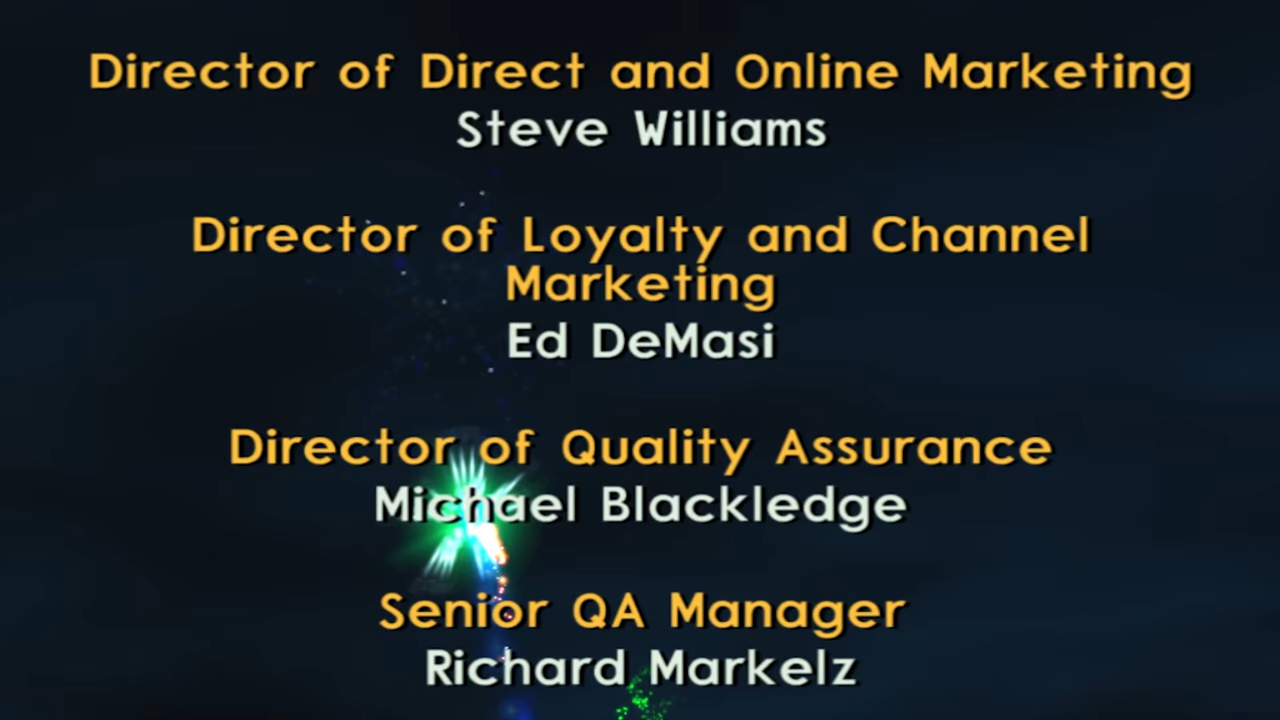 Director of Direct and Online Marketing
Steve Williams
Director of Loyalty and Channel
Marketing
Ed DeMasi
Director of Quality Assurance
Michael Blackledge
Senior QA Manager
Richard Markelz